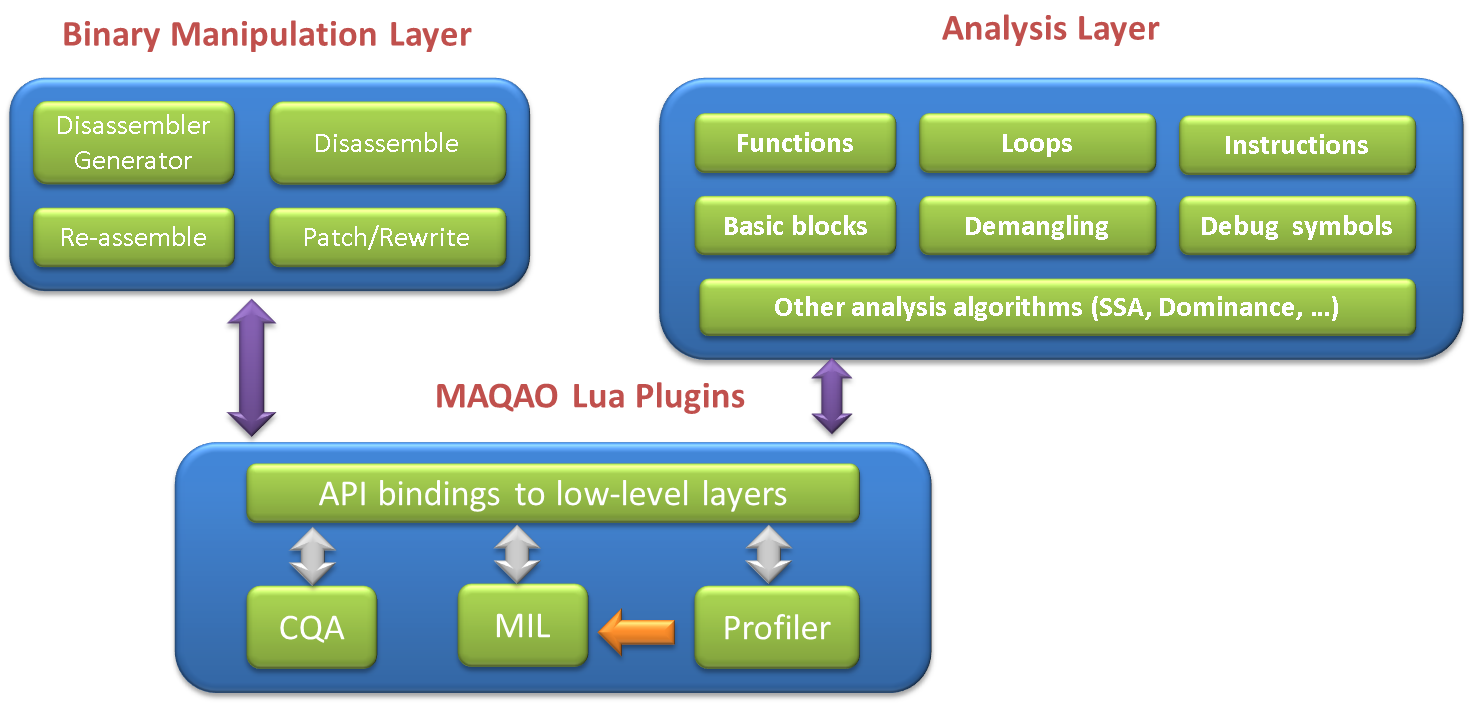 Binary Manipulation Layer
Disassembler
Generator
Disassemble
Re-assemble
Patch/Rewrite
Analysis Layer
Functions
Loops
Instructions
Basic blocks
Demangling
Debug symbols
Other analysis algorithms (SSA, Dominance, ...)
MAQAO Lua Plugins
API bindings to low-level layers
CQA
MIL
Profiler